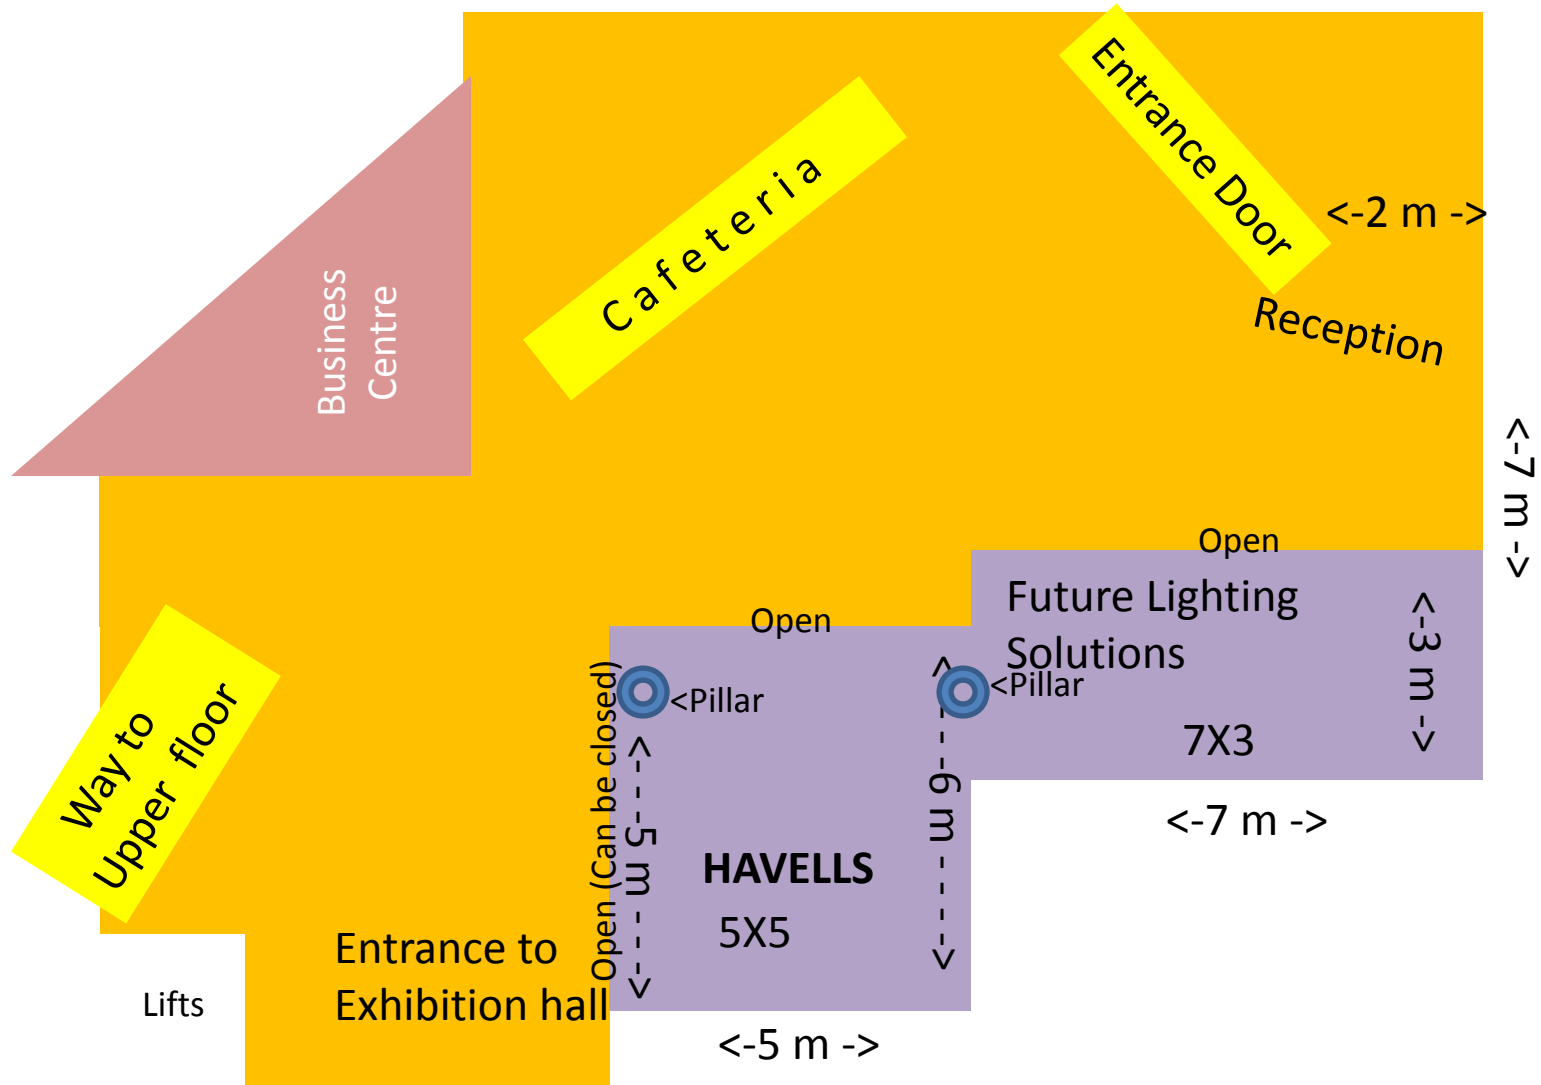 Entrance Door
Cafeteria
<-2 m ->
Business
Centre
Reception
<-7 m ->
Open
Future Lighting
Solutions
<-3 m ->
Open
<Pillar
<Pillar
Way to
Upper floor
Open (Can be closed)
<- - - -5 m - - - ->
<- - - -6 m - - - ->
7X3
<-7 m ->
HAVELLS
5X5
Entrance to
Exhibition hall
Lifts
<-5 m ->